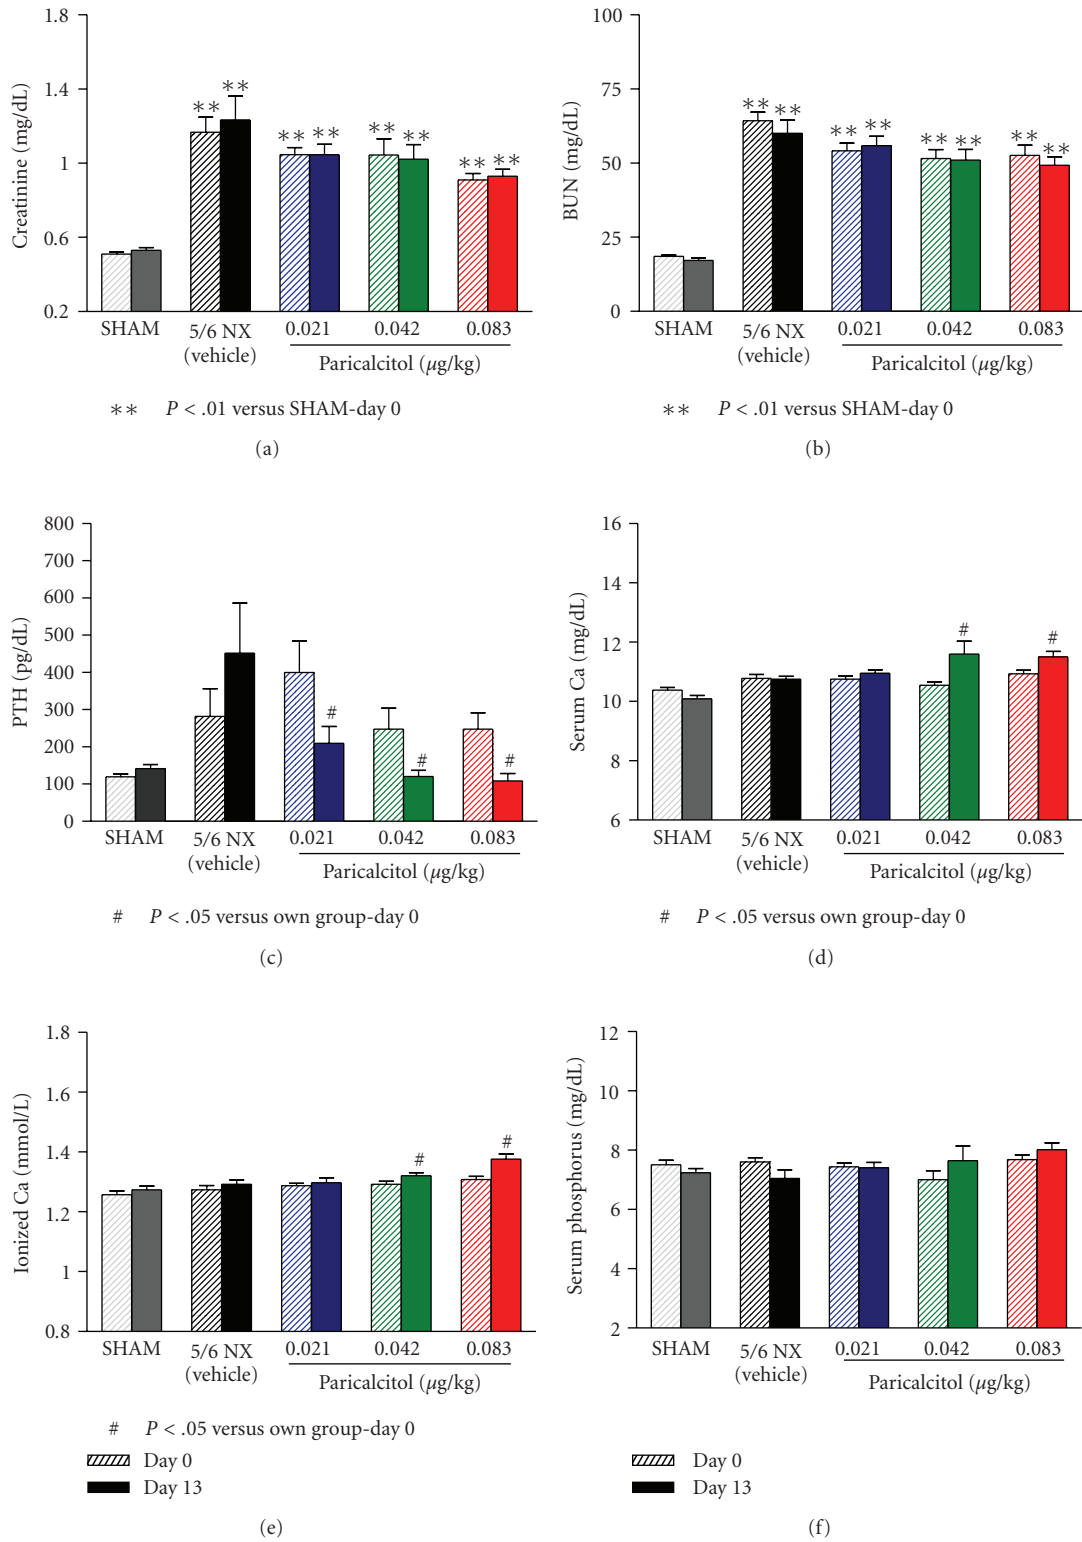 1.8
1.4
1
0.6
0.2
Creatinine (mg/dL)
** ** ** ** ** ** ** **
SHAM 5/6 NX 0.021 0.042 0.083
(vehicle) Paricalcitol (μg/kg)
** P < .01 versus SHAM-day 0
(a)
100
75
50
25
0
BUN (mg/dL)
** ** ** ** ** ** ** **
SHAM 5/6 NX 0.021 0.042 0.083
(vehicle) Paricalcitol (μg/kg)
** P < .01 versus SHAM-day 0
(b)
800
700
600
500
400
300
200
100
0
PTH (pg/dL)
# # #
SHAM 5/6 NX 0.021 0.042 0.083
(vehicle) Paricalcitol (μg/kg)
# P < .05 versus own group-day 0
(c)
16
14
12
10
8
6
Serum Ca (mg/dL)
# #
SHAM 5/6 NX 0.021 0.042 0.083
(vehicle) Paricalcitol (μg/kg)
# P < .05 versus own group-day 0
(d)
1.8
1.6
1.4
1.2
1
0.8
Ionized Ca (mmol/L)
# #
SHAM 5/6 NX 0.021 0.042 0.083
(vehicle) Paricalcitol (μg/kg)
# P < .05 versus own group-day 0
Day 0
Day 13
(e)
12
10
8
6
4
2
Serum phosphorus (mg/dL)
SHAM 5/6 NX 0.021 0.042 0.083
(vehicle) Paricalcitol (μg/kg)
Day 0
Day 13
(f)